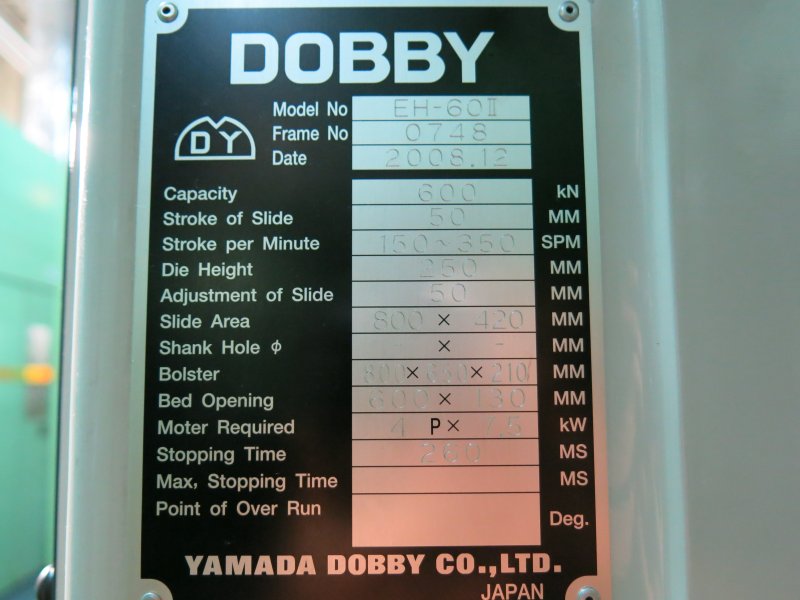 DOBBY
DY
Model No EH-60II
Frame No 0748
Date 2008.12
Capacity 600 kN
Stroke of Slide 50 MM
Stroke per Minute 150~350 SPM
Die Height 250 MM
Adjustment of Slide 50 MM
Slide Area 800 × 420 MM
Shank Hole φ - × - MM
Bolster 800 × 650 × 210 MM
Bed Opening 600 × 130 MM
Moter Required 4 P× 7.5 kW
Stopping Time 260 MS
Max, Stopping Time MS
Point of Over Run Deg.
YAMADA DOBBY CO.,LTD.
JAPAN